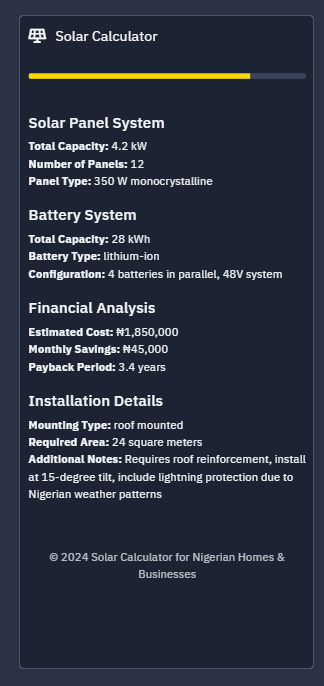 Solar Calculator
Solar Panel System
Total Capacity: 4.2 kW
Number of Panels: 12
Panel Type: 350 W monocrystalline
Battery System
Total Capacity: 28 kWh
Battery Type: lithium-ion
Configuration: 4 batteries in parallel, 48V system
Financial Analysis
Estimated Cost: ₦1,850,000
Monthly Savings: ₦45,000
Payback Period: 3.4 years
Installation Details
Mounting Type: roof mounted
Required Area: 24 square meters
Additional Notes: Requires roof reinforcement, install
at 15-degree tilt, include lightning protection due to
Nigerian weather patterns
© 2024 Solar Calculator for Nigerian Homes &
Businesses